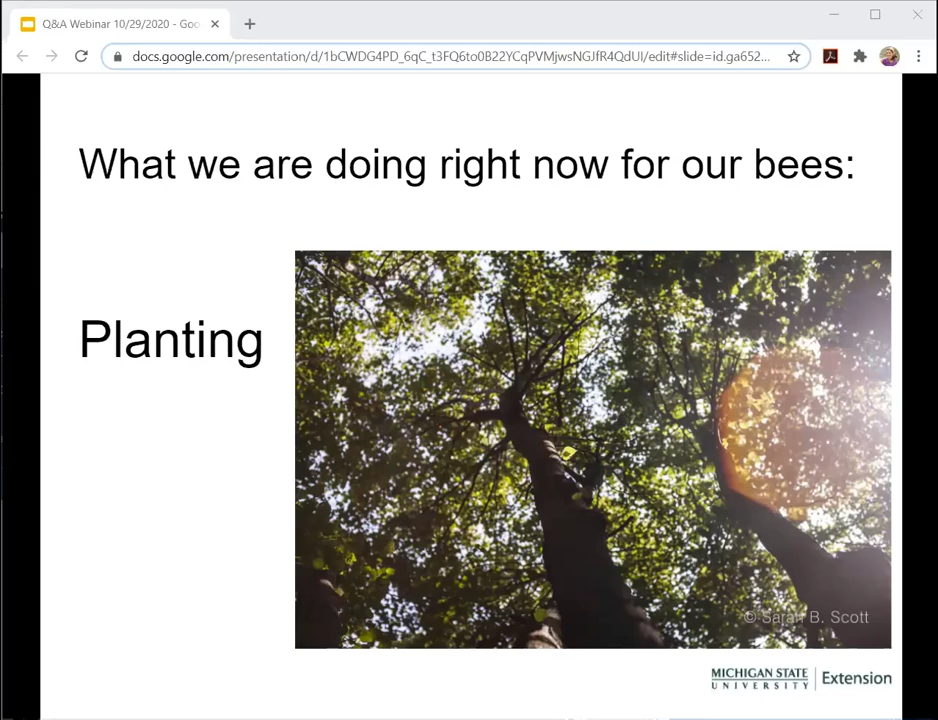 Q&A Webinar 10/29/2020 - Goo
docs.google.com/presentation/d/1bCWDG4PD_6qC_t3FQ6to0B22YCqPVMjwsNGJfR4QdUI/edit#slide=id.ga652...
What we are doing right now for our bees:
Planting
© Sarah B. Scott
MICHIGAN STATE
UNIVERSITY
Extension